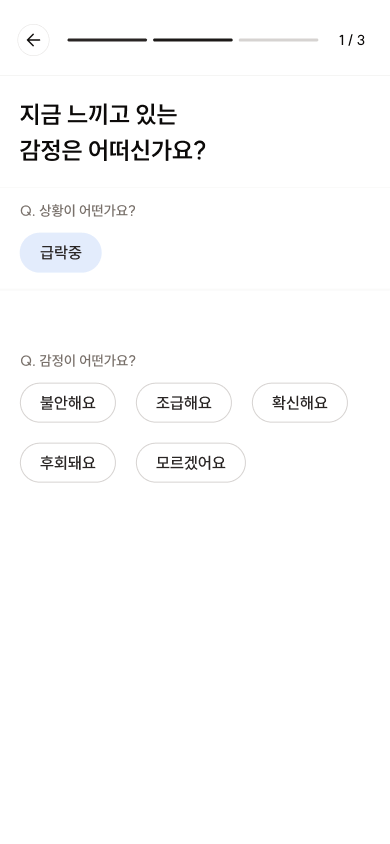 1 / 3
지금 느끼고 있는
감정은 어떠신가요?
Q. 상황이 어떤가요?
급락중
Q. 감정이 어떤가요?
불안해요 조급해요 확신해요
후회돼요 모르겠어요